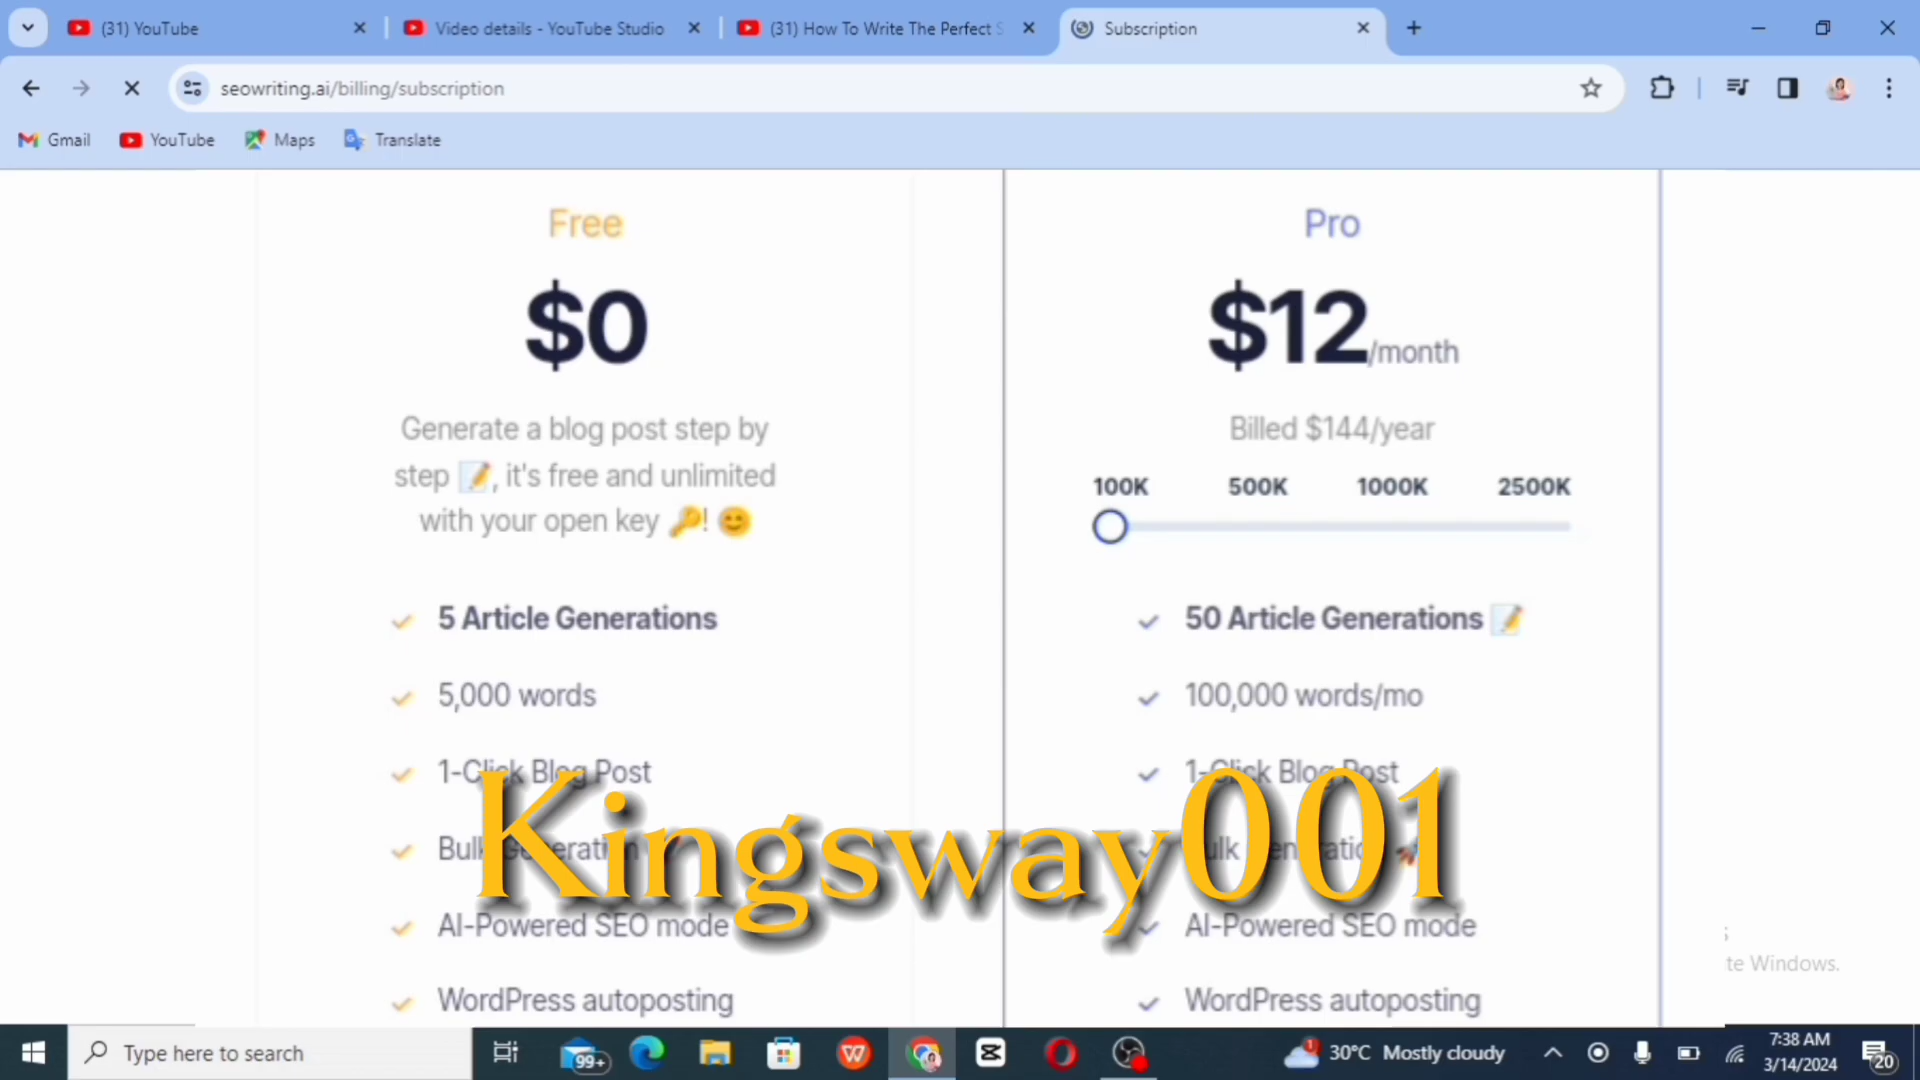 (31) YouTube
Video details - YouTube Studio
(31) How To Write The Perfect S
Subscription
seowriting.ai/billing/subscription
Gmail
YouTube
Maps
Translate
Free
$0
Generate a blog post step by
step 📝, it's free and unlimited
with your open key 🔑! 😊
5 Article Generations
5,000 words
1-Click Blog Post
Bulk Generation
AI-Powered SEO mode
WordPress autoposting
Pro
$12/month
Billed $144/year
100K 500K 1000K 2500K
50 Article Generations 📝
100,000 words/mo
1-Click Blog Post
Bulk Generation 🚀
AI-Powered SEO mode
WordPress autoposting
Kingsway001
te Windows.
Type here to search
99+
1
30°C Mostly cloudy
7:38 AM
3/14/2024
20